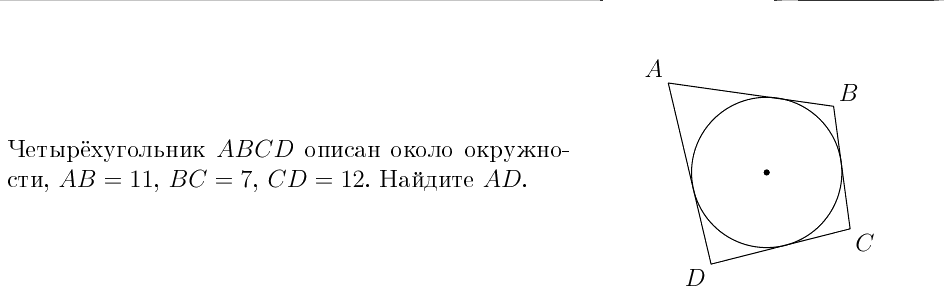 A
B
Четырёхугольник ABCD описан около окружно-
сти, AB = 11, BC = 7, CD = 12. Найдите AD.
C
D